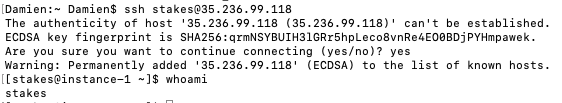 [Damien:~ Damien$ ssh stakes@35.236.99.118
The authenticity of host '35.236.99.118 (35.236.99.118)' can't be established.
ECDSA key fingerprint is SHA256:qrmNSYBUIH3lGRr5hpLeco8vnRe4EO0BDjPYHmpawek.
Are you sure you want to continue connecting (yes/no)? yes
Warning: Permanently added '35.236.99.118' (ECDSA) to the list of known hosts.
[[stakes@instance-1 ~]$ whoami
stakes